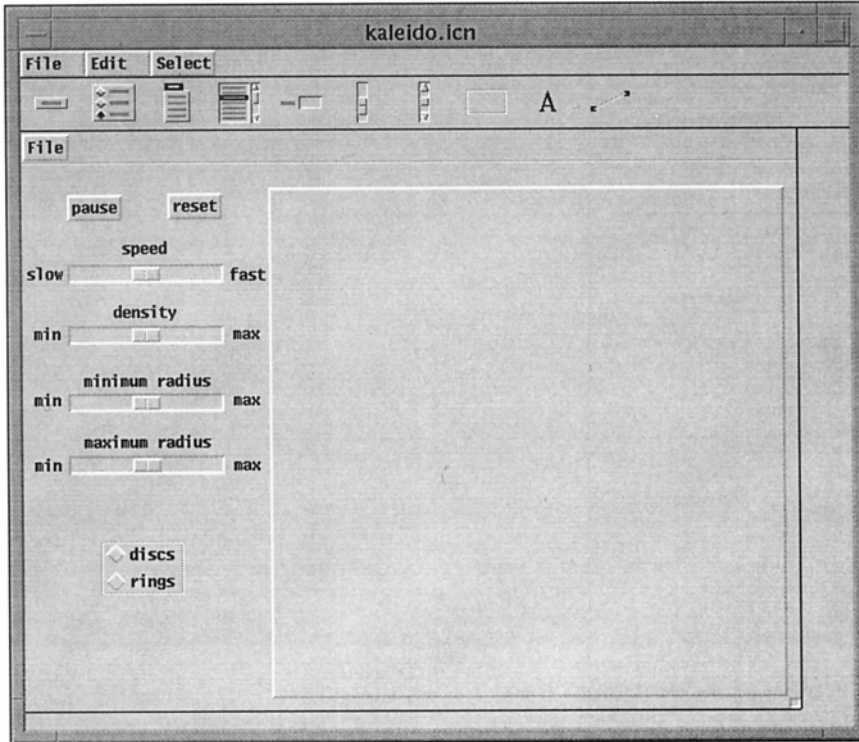 kaleido.icn
File Edit Select
A
File
pause reset
speed
slow fast
density
min max
minimum radius
min max
maximum radius
min max
discs
rings